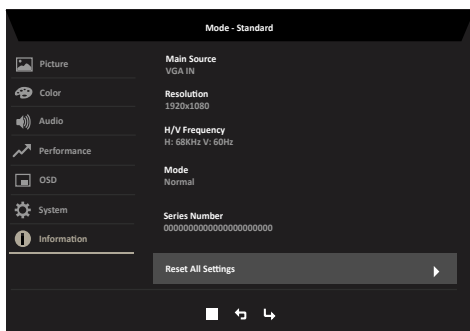 Mode - Standard
Picture
Color
Audio
Performance
OSD
System
Information
Main Source
VGA IN
Resolution
1920x1080
H/V Frequency
H: 68KHz V: 60Hz
Mode
Normal
Series Number
0000000000000000000000
Reset All Settings